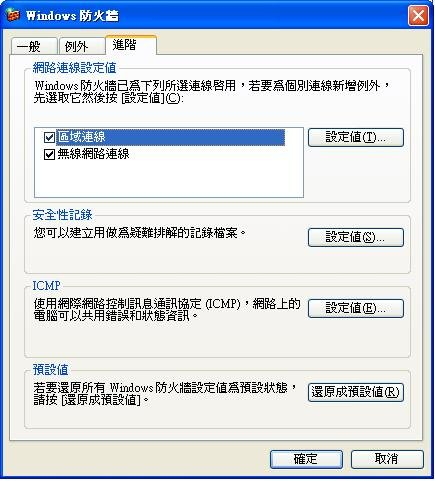 Windows 防火牆
一般
例外
進階
網路連線設定值
Windows 防火牆已為下列所選連線啓用，若要為個別連線新增例外，
先選取它然後按 [設定值](C):
區域連線
無線網路連線
設定值(T)...
安全性記錄
您可以建立用做為疑難排解的記錄檔案。
設定值(S)...
ICMP
使用網際網路控制訊息通訊協定 (ICMP)，網路上的
電腦可以共用錯誤和狀態資訊。
設定值(E)...
預設值
若要還原所有 Windows 防火牆設定值為預設狀態，
請按 [還原成預設值]。
還原成預設值(R)
確定
取消